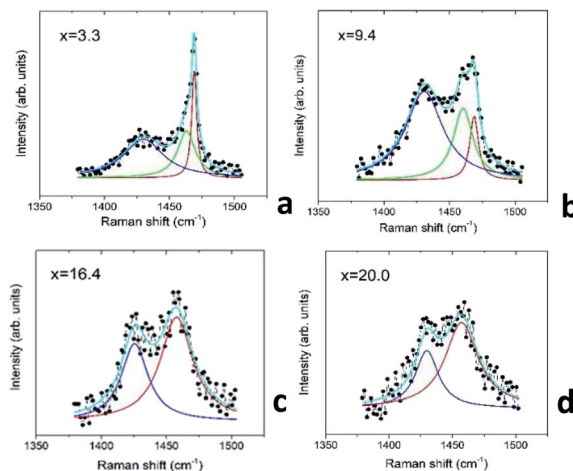 x=3.3
Intensity (arb. units)
1350 1400 1450 1500
Raman shift (cm⁻¹)
a
x=9.4
Intensity (arb. units)
1350 1400 1450 1500
Raman shift (cm⁻¹)
b
x=16.4
Intensity (arb. units)
1350 1400 1450 1500
Raman shift (cm⁻¹)
c
x=20.0
Intensity (arb. units)
1350 1400 1450 1500
Raman shift (cm⁻¹)
d